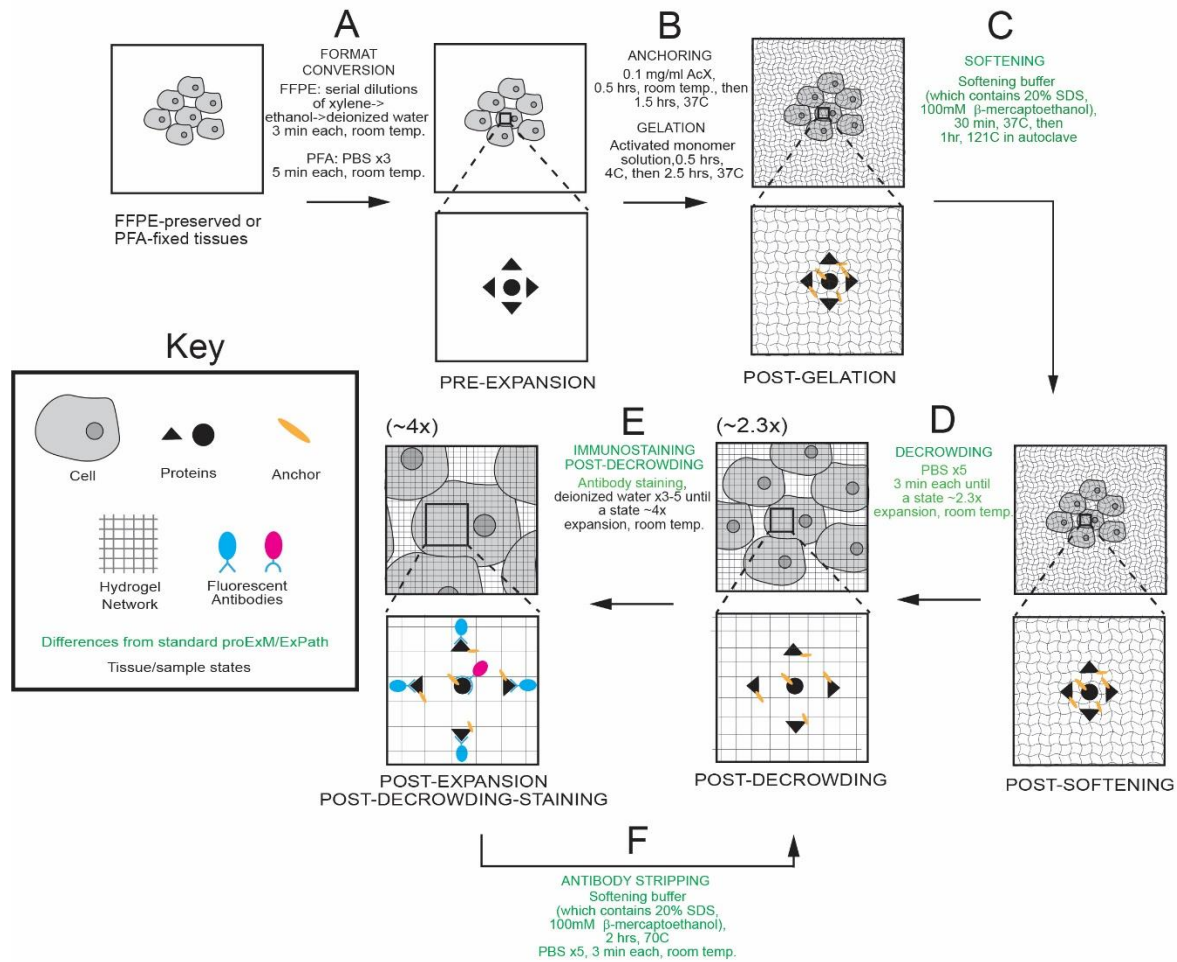 A
FORMAT
CONVERSION
FFPE: serial dilutions
of xylene->
ethanol->deionized water
3 min each, room temp.
PFA: PBS x3
5 min each, room temp.
FFPE-preserved or
PFA-fixed tissues
PRE-EXPANSION
B
ANCHORING
0.1 mg/ml AcX,
0.5 hrs, room temp., then
1.5 hrs, 37C
GELATION
Activated monomer
solution,0.5 hrs,
4C, then 2.5 hrs, 37C
POST-GELATION
C
SOFTENING
Softening buffer
(which contains 20% SDS,
100mM β-mercaptoethanol),
30 min, 37C, then
1hr, 121C in autoclave
POST-SOFTENING
D
DECROWDING
PBS x5
3 min each until
a state ~2.3x
expansion, room temp.
(~2.3x)
POST-DECROWDING
E
IMMUNOSTAINING
POST-DECROWDING
Antibody staining,
deionized water x3-5 until
a state ~4x
expansion, room temp.
(~4x)
POST-EXPANSION
POST-DECROWDING-STAINING
F
ANTIBODY STRIPPING
Softening buffer
(which contains 20% SDS,
100mM β-mercaptoethanol),
2 hrs, 70C
PBS x5, 3 min each, room temp.
Key
Cell
Proteins
Anchor
Hydrogel
Network
Fluorescent
Antibodies
Differences from standard proExM/ExPath
Tissue/sample states